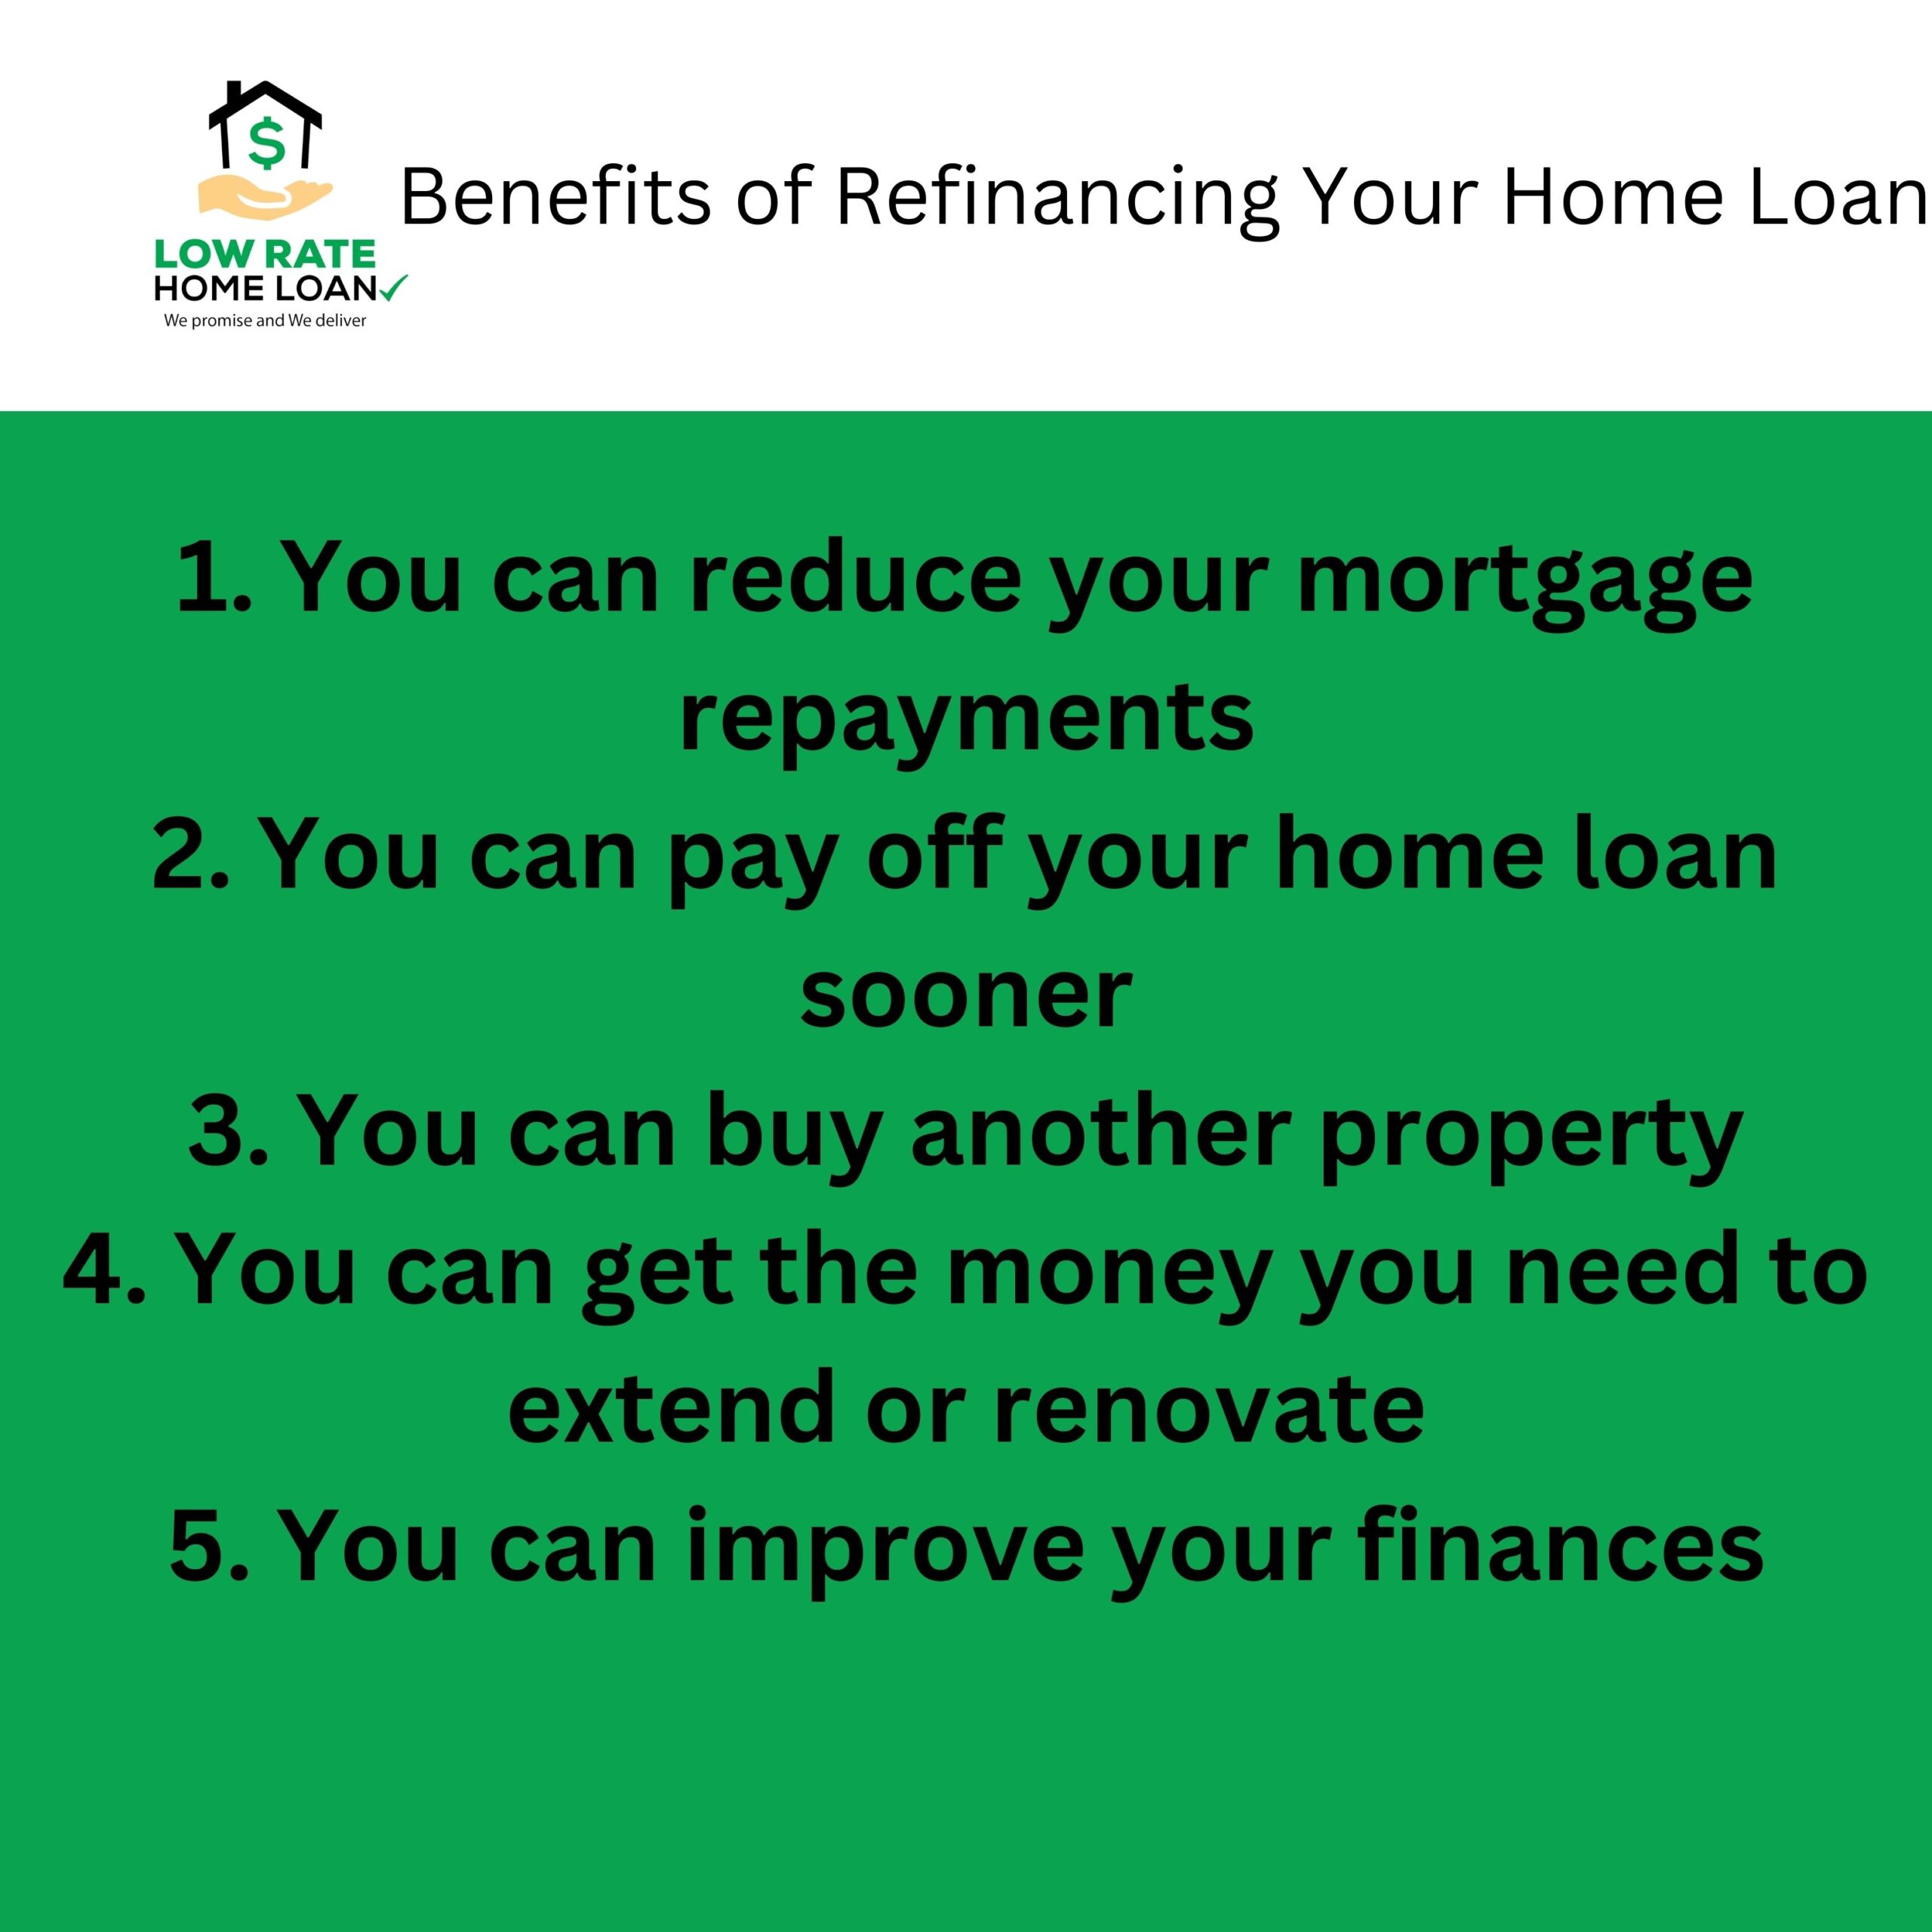 $
LOW RATE
HOME LOAN
We promise and We deliver
Benefits of Refinancing Your Home Loan
1. You can reduce your mortgage
repayments
2. You can pay off your home loan
sooner
3. You can buy another property
4. You can get the money you need to
extend or renovate
5. You can improve your finances